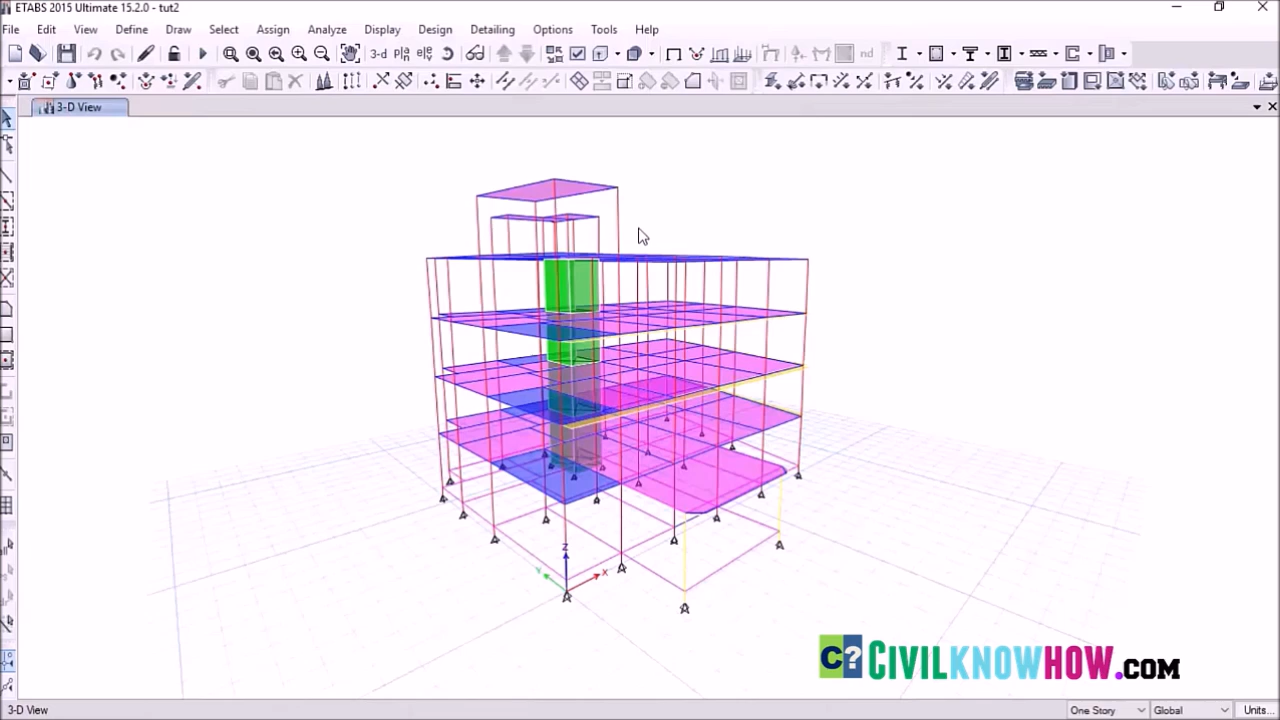 ETABS 2015 Ultimate 15.2.0 - tut2
File Edit View Define Draw Select Assign Analyze Display Design Detailing Options Tools Help
3-d
nd
3-D View
Z
Y X
C? CIVILKNOWHOW.COM
3-D View One Story Global Units...